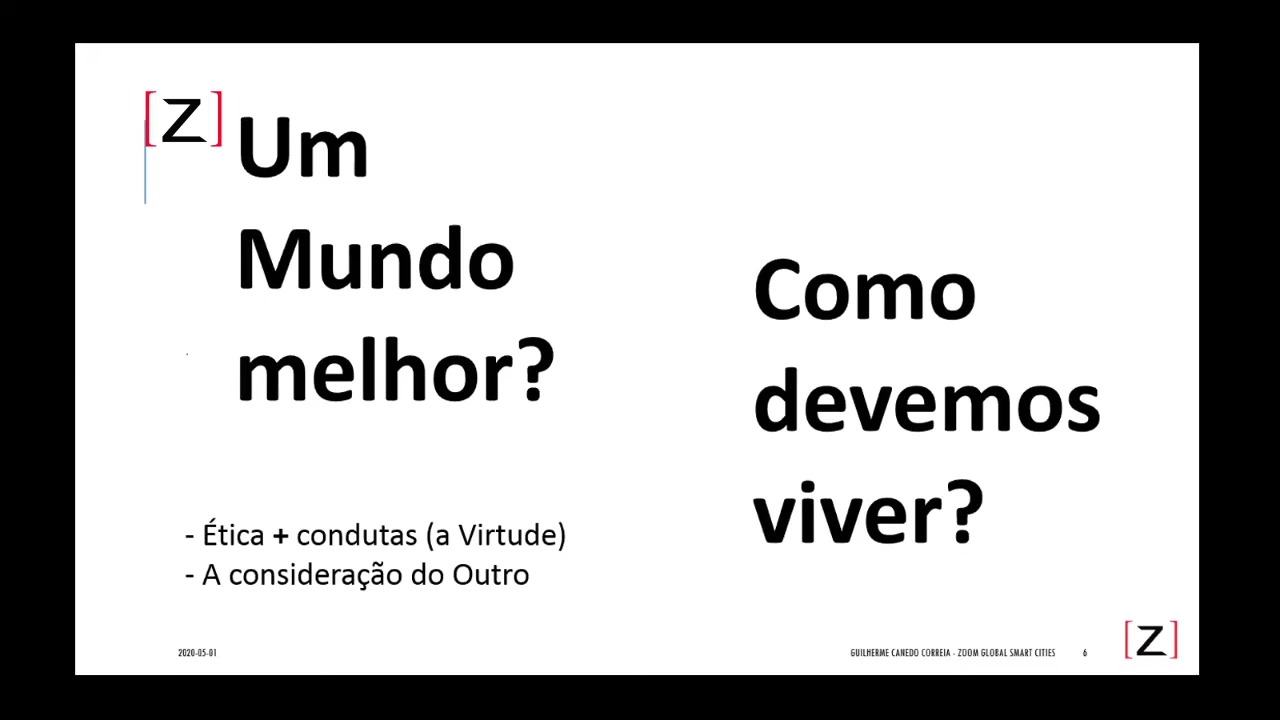 [Z]
Um
Mundo
melhor?
Como
devemos
viver?
- Ética + condutas (a Virtude)
- A consideração do Outro
2020-05-01
GUILHERME CANEDO CORREIA - ZOOM GLOBAL SMART CITIES
6
[Z]